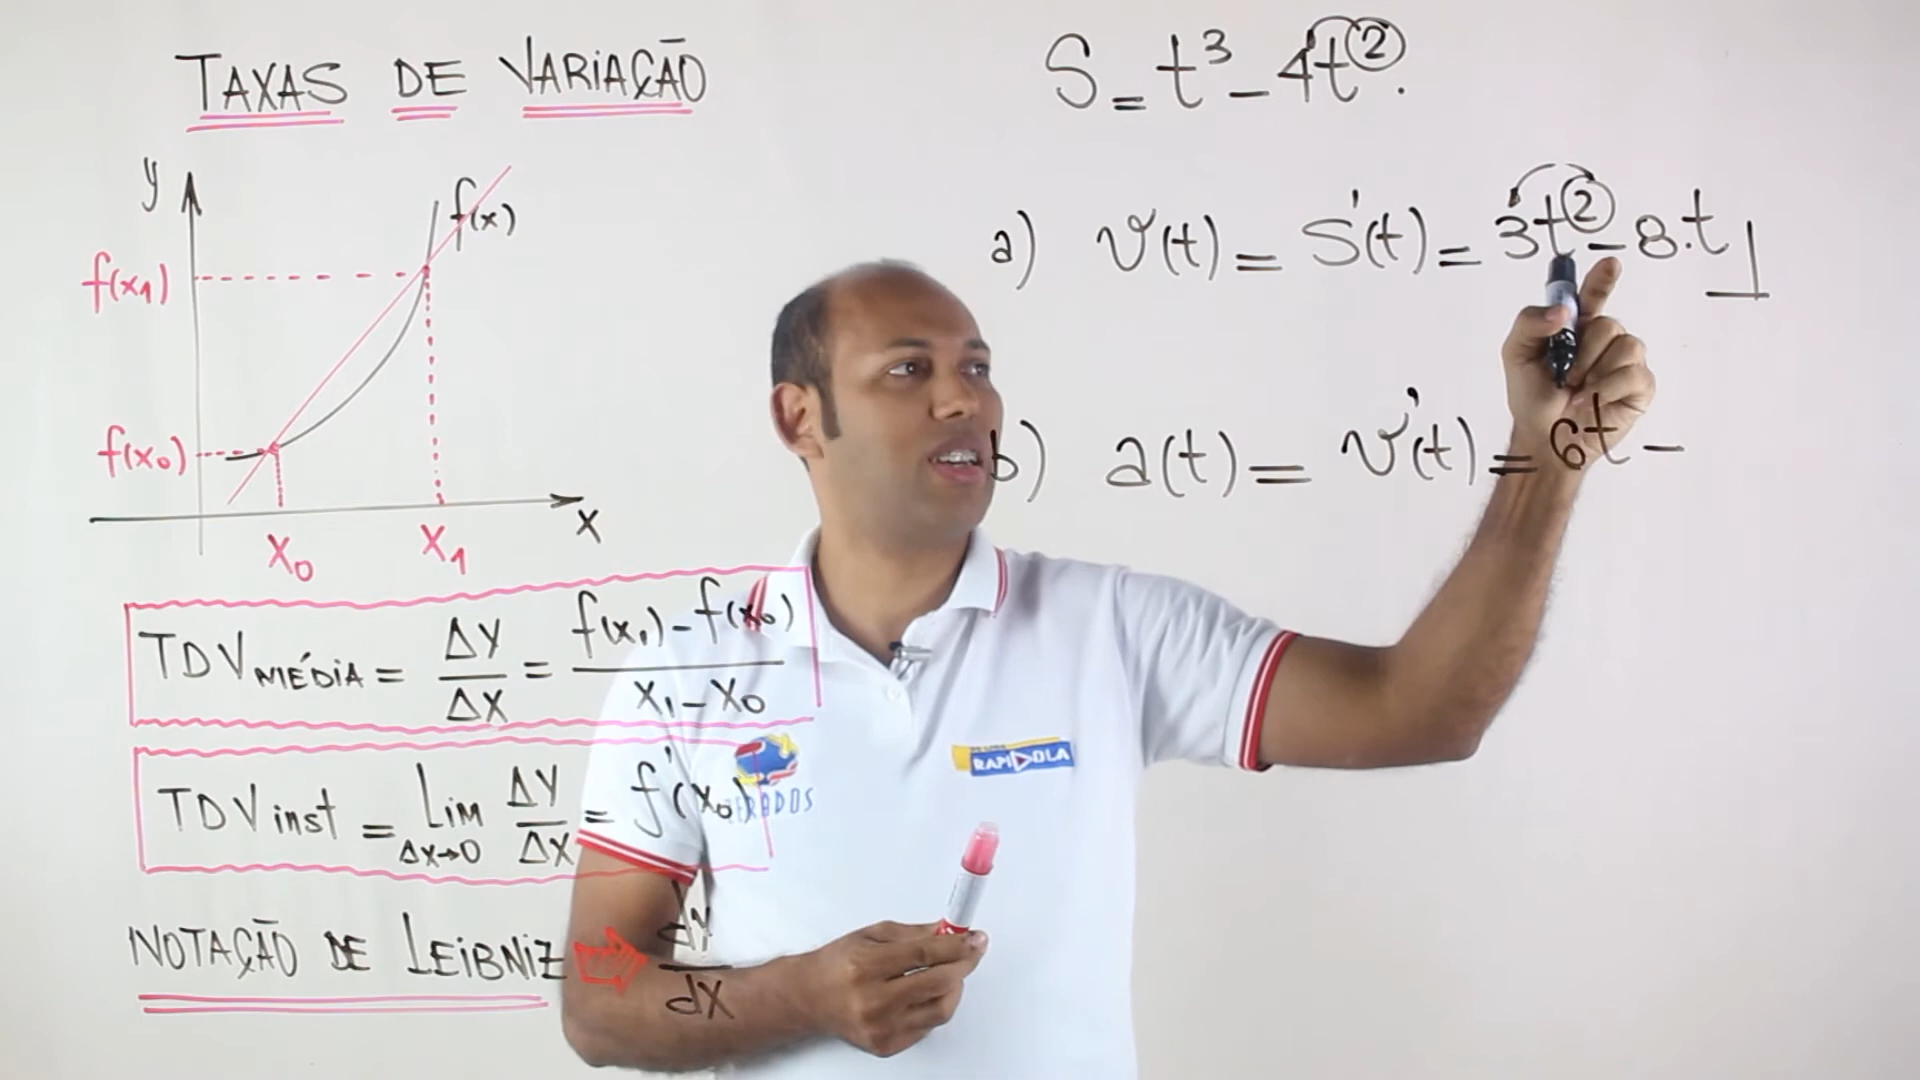 TAXAS DE VARIAÇÃO
y
f(x)
f(x₁)
f(x₀)
x₀
x₁
x
TDV MÉDIA = ΔY/ΔX = f(x₁) - f(x₀)/x₁ - x₀
TDV inst = Lim Δx→0 ΔY/ΔX = f'(x₀)
NOTAÇÃO DE LEIBNIZ ⇨ dy/dx
S = t³ - 4t².
a) v(t) = S'(t) = 3t² - 8.t
b) a(t) = v'(t) = 6t -
RAPIDOLA